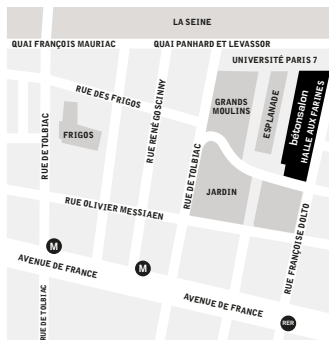 LA SEINE
QUAI FRANÇOIS MAURIAC
QUAI PANHARD ET LEVASSOR
UNIVERSITÉ PARIS 7
RUE DES FRIGOS
GRANDS
MOULINS
ESPLANADE
bétonsalon
HALLE AUX FARINES
FRIGOS
RUE RENÉ GOSCINNY
RUE DE TOLBIAC
RUE DE TOLBIAC
JARDIN
RUE OLIVIER MESSIAEN
RUE FRANÇOISE DOLTO
M
M
AVENUE DE FRANCE
AVENUE DE FRANCE
RUE DE TOLBIAC
RER